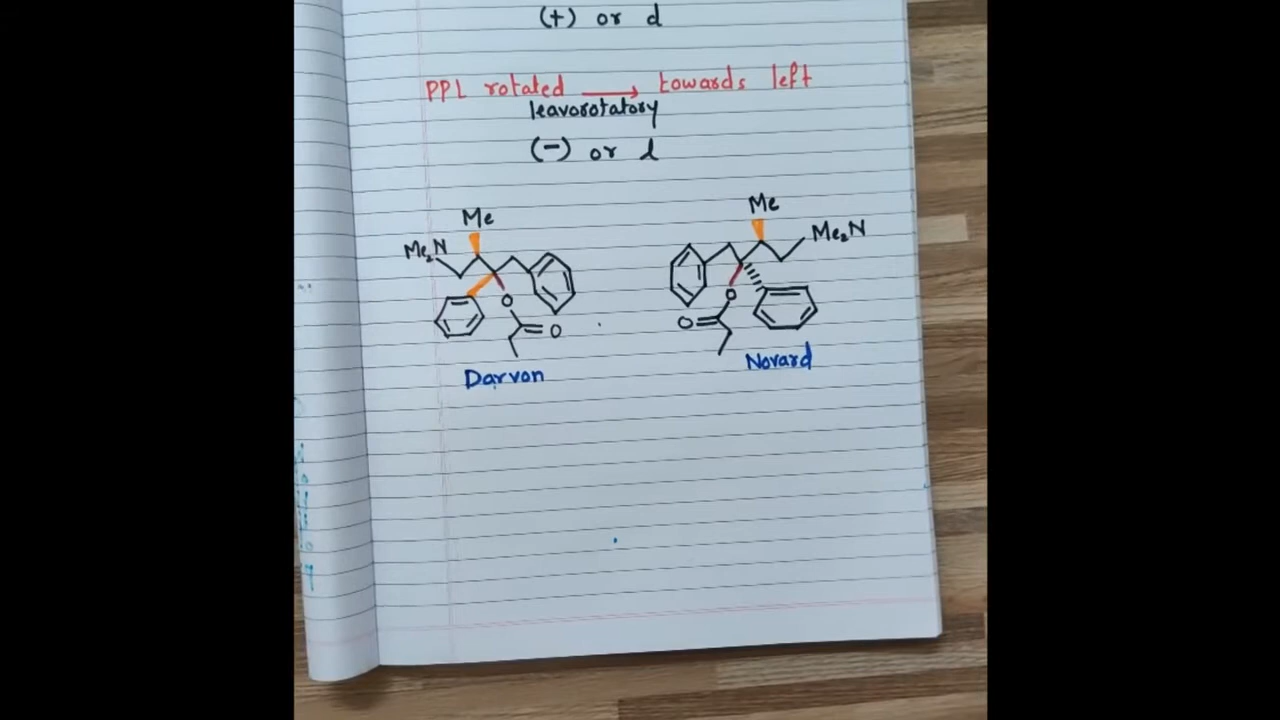 (+) or d
PPL rotated → towards left
leavorotatory
(-) or l
Me
Me₂N
O
O
Darvon
Me
Me₂N
O
O
Novard